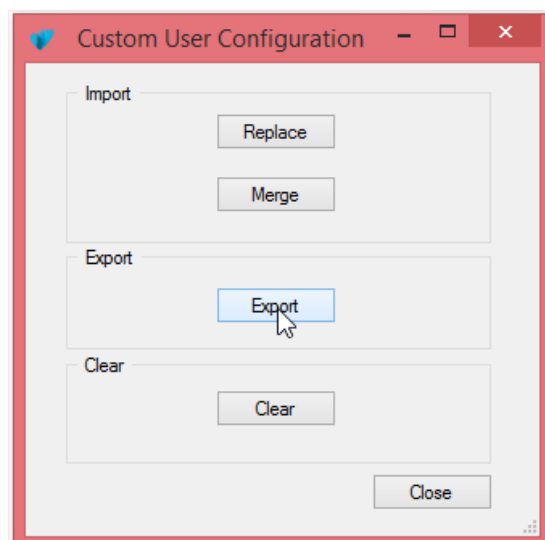 Custom User Configuration
Import
Replace
Merge
Export
Export
Clear
Clear
Close